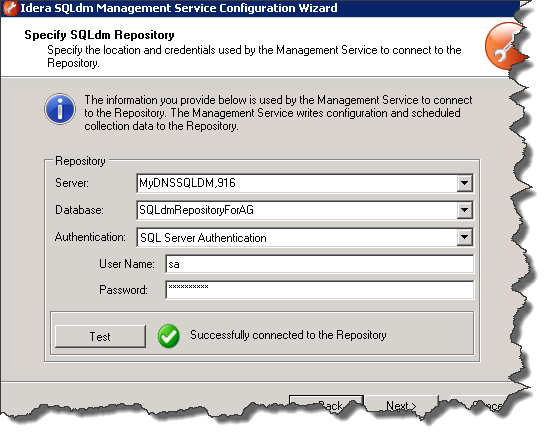 Idera SQLdm Management Service Configuration Wizard
Specify SQLdm Repository
Specify the location and credentials used by the Management Service to connect to the
Repository.
The information you provide below is used by the Management Service to connect
to the Repository. The Management Service writes configuration and scheduled
collection data to the Repository.
Repository
Server: MyDNSSQLDM,916
Database: SQLdmRepositoryForAG
Authentication: SQL Server Authentication
User Name: sa
Password: **********
Test Successfully connected to the Repository
Back Next >